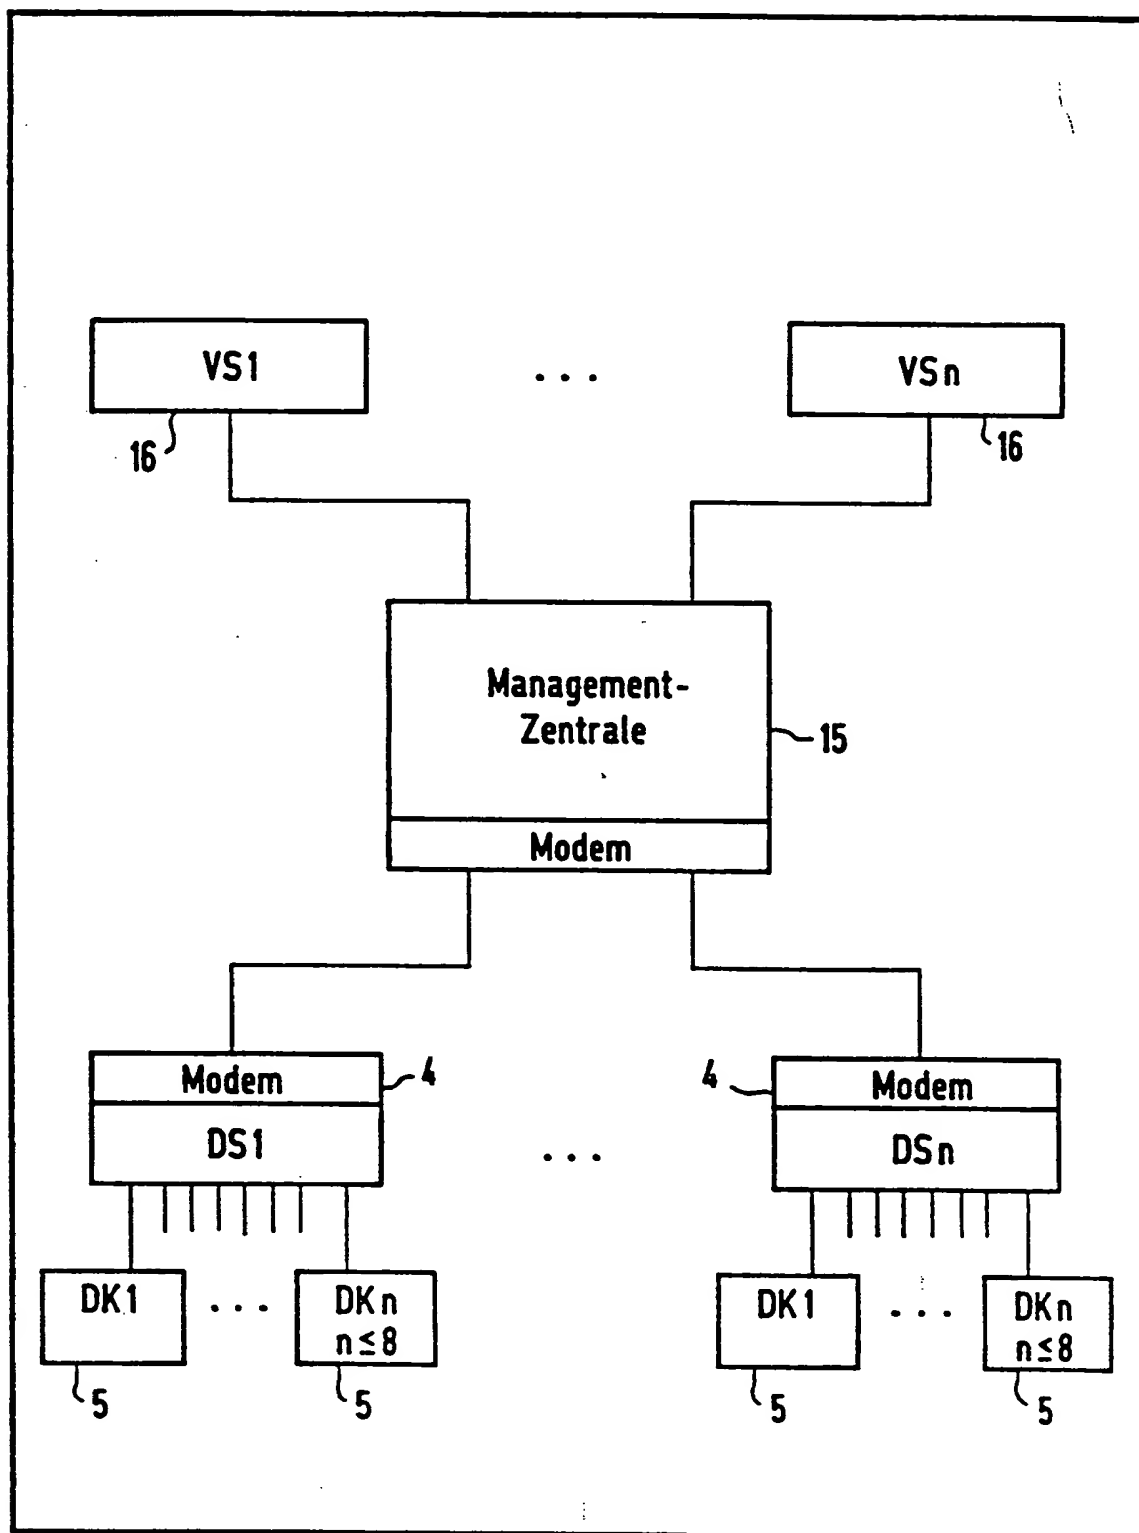 VS1 ... VSn
16 16
Management-
Zentrale
15
Modem
Modem 4 4 Modem
DS1 ... DSn
DK1 ... DKn DK1 ... DKn
n≤8 n≤8
5 5 5 5